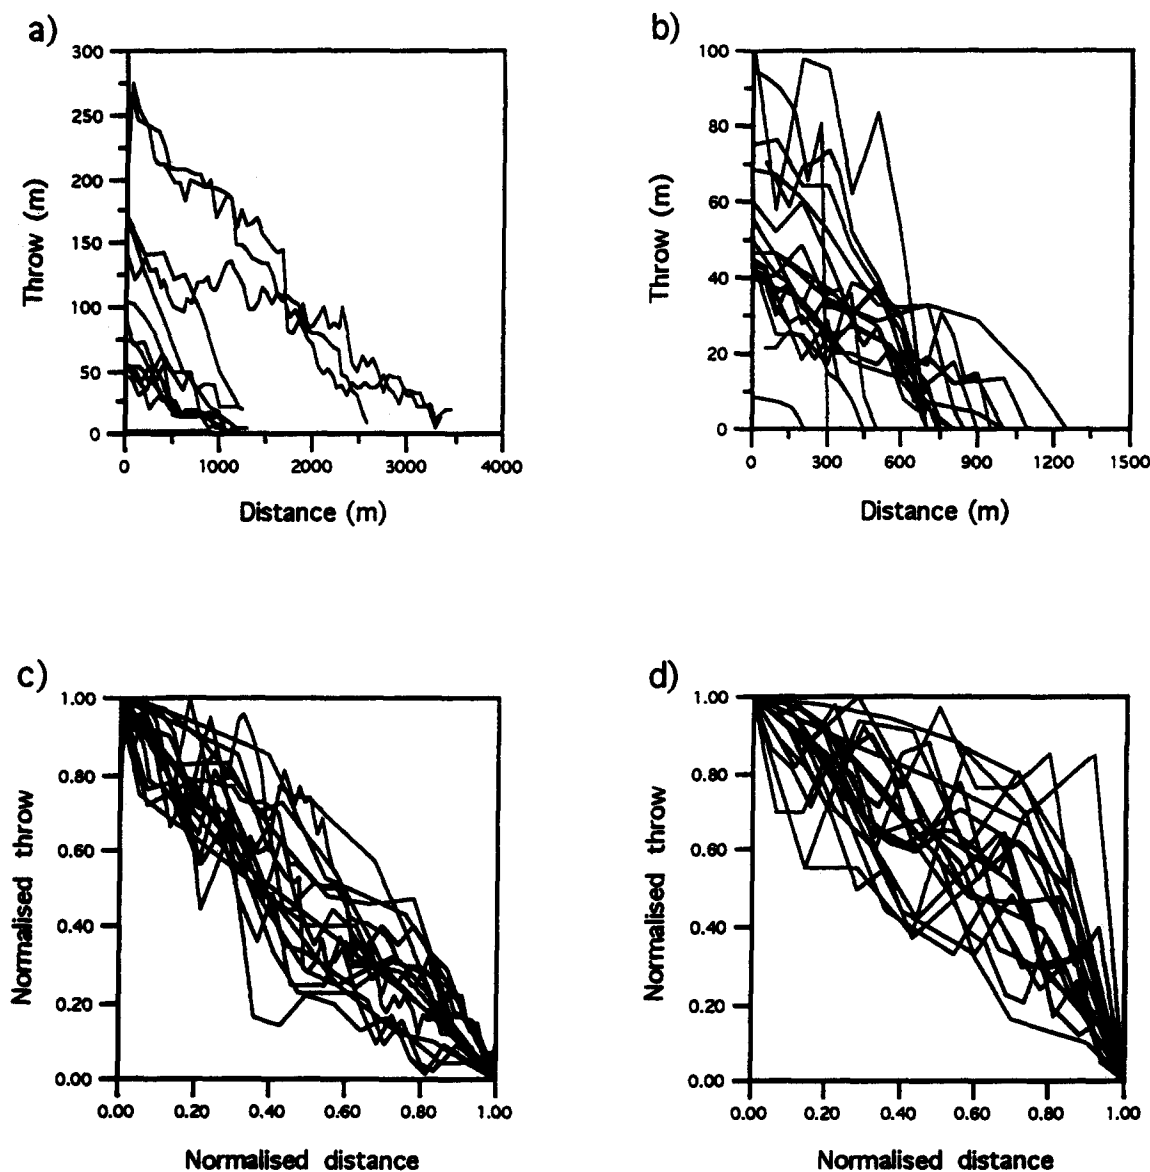 a)
300
250
200
150
100
50
0
Throw (m)
0 1000 2000 3000 4000
Distance (m)
b)
100
80
60
40
20
0
Throw (m)
0 300 600 900 1200 1500
Distance (m)
c)
1.00
0.80
0.60
0.40
0.20
0.00
Normalised throw
0.00 0.20 0.40 0.60 0.80 1.00
Normalised distance
d)
1.00
0.80
0.60
0.40
0.20
0.00
Normalised throw
0.00 0.20 0.40 0.60 0.80 1.00
Normalised distance